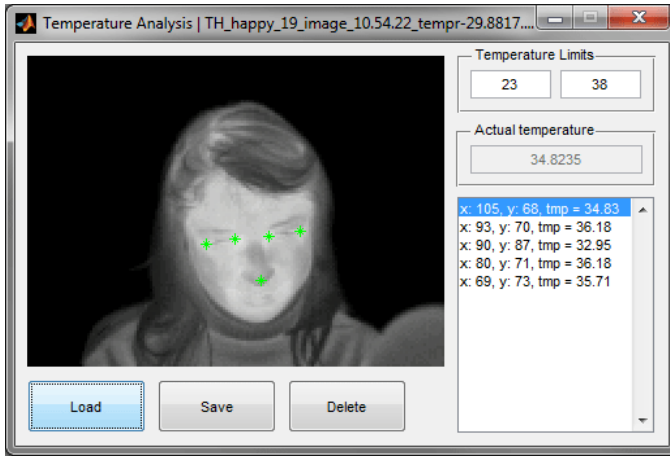 Temperature Analysis | TH_happy_19_image_10.54.22_tempr-29.8817....
Temperature Limits
23 38
Actual temperature
34.8235
x: 105, y: 68, tmp = 34.83
x: 93, y: 70, tmp = 36.18
x: 90, y: 87, tmp = 32.95
x: 80, y: 71, tmp = 36.18
x: 69, y: 73, tmp = 35.71
Load Save Delete